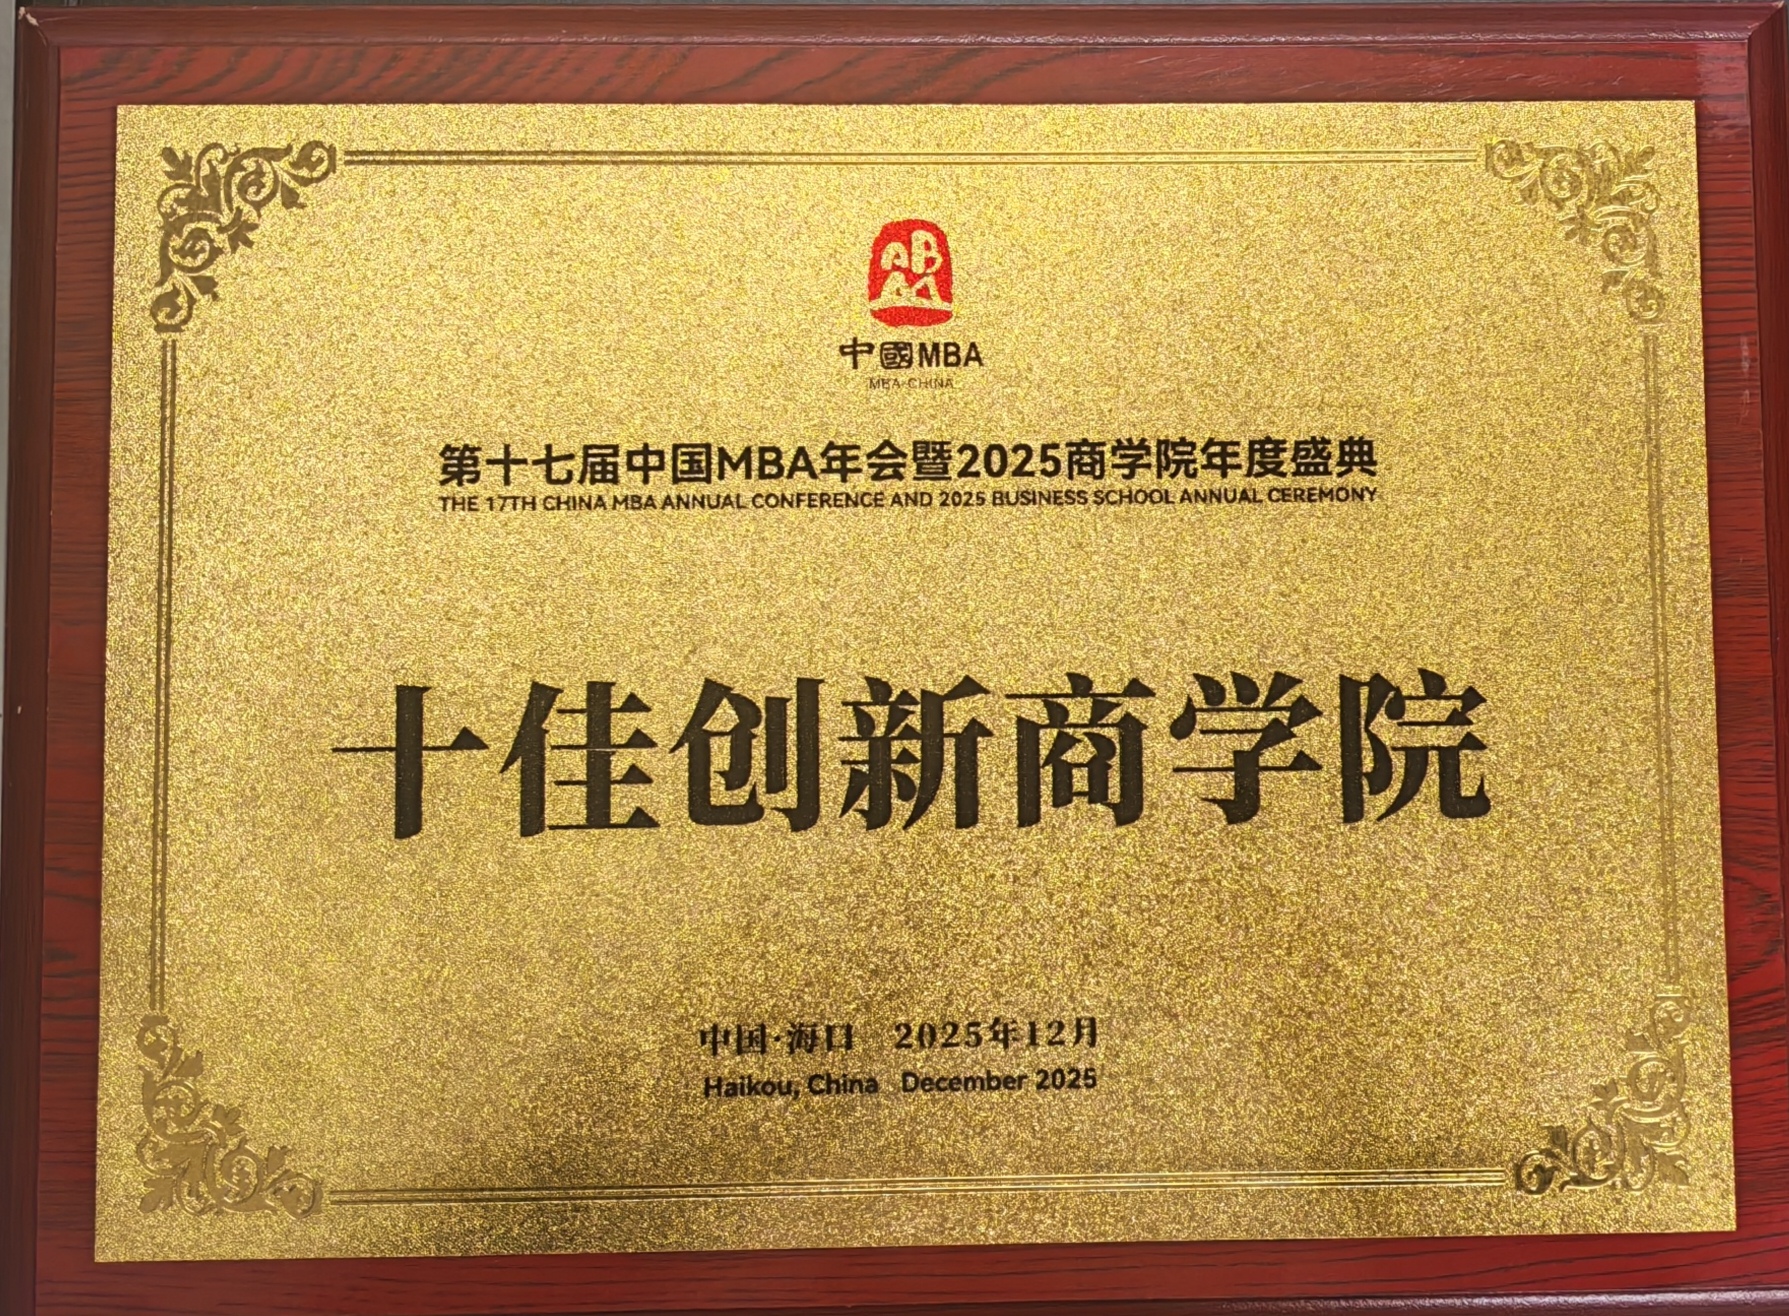 中國MBA
MBA CHINA
第十七届中国MBA年会暨2025商学院年度盛典
THE 17TH CHINA MBA ANNUAL CONFERENCE AND 2025 BUSINESS SCHOOL ANNUAL CEREMONY
十佳创新商学院
中国·海口 2025年12月
Haikou, China December 2025